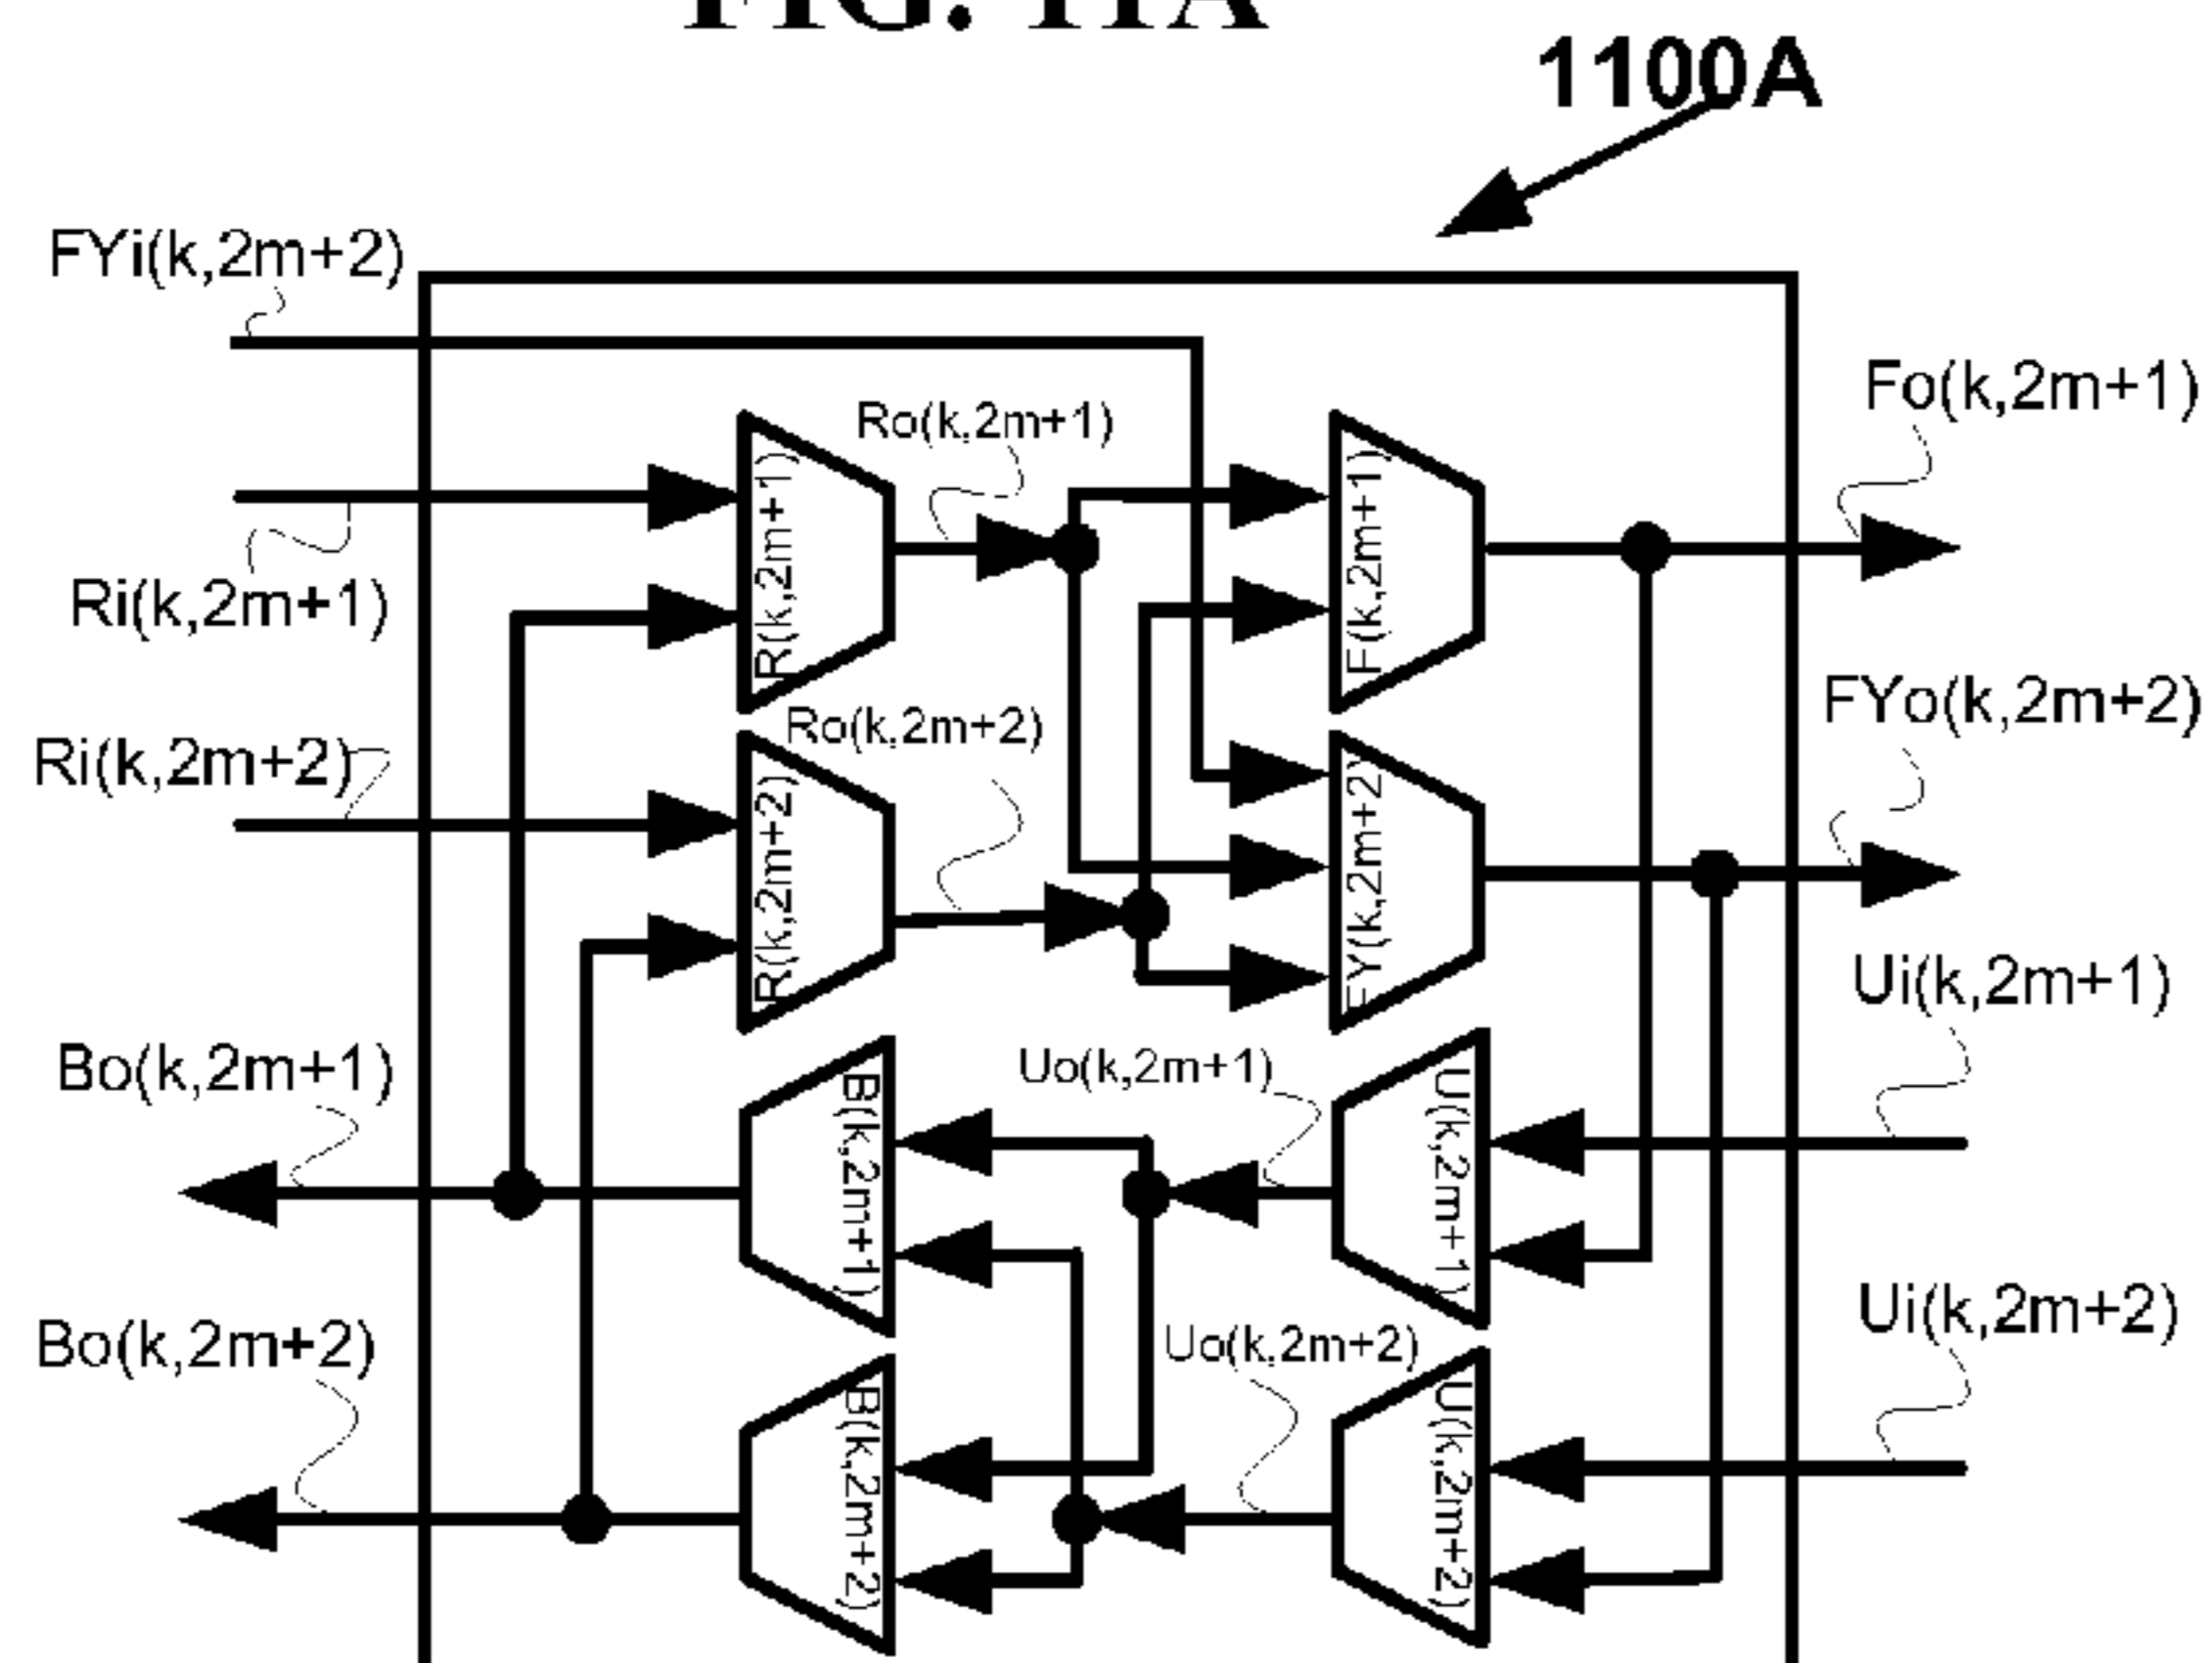 FIG. 11A
1100A
FYi(k,2m+2)
Fo(k,2m+1)
Ro(k,2m+1)
R(k,2m+1)
F(k,2m+1)
Ri(k,2m+1)
FYo(k,2m+2)
Ro(k,2m+2)
Ri(k,2m+2)
R(k,2m+2)
FY(k,2m+2)
Ui(k,2m+1)
Bo(k,2m+1)
Uo(k,2m+1)
B(k,2m+1)
U(k,2m+1)
Ui(k,2m+2)
Bo(k,2m+2)
Uo(k,2m+2)
B(k,2m+2)
U(k,2m+2)